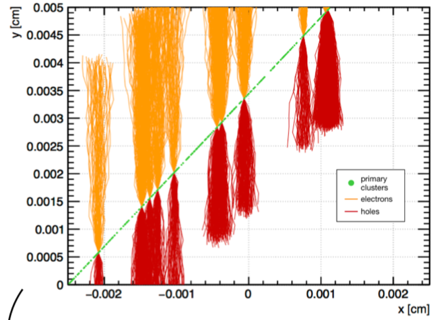 y [cm]
0.005
0.0045
0.004
0.0035
0.003
0.0025
0.002
0.0015
0.001
0.0005
0
primary
clusters
electrons
holes
−0.002 −0.001 0 0.001 0.002
x [cm]